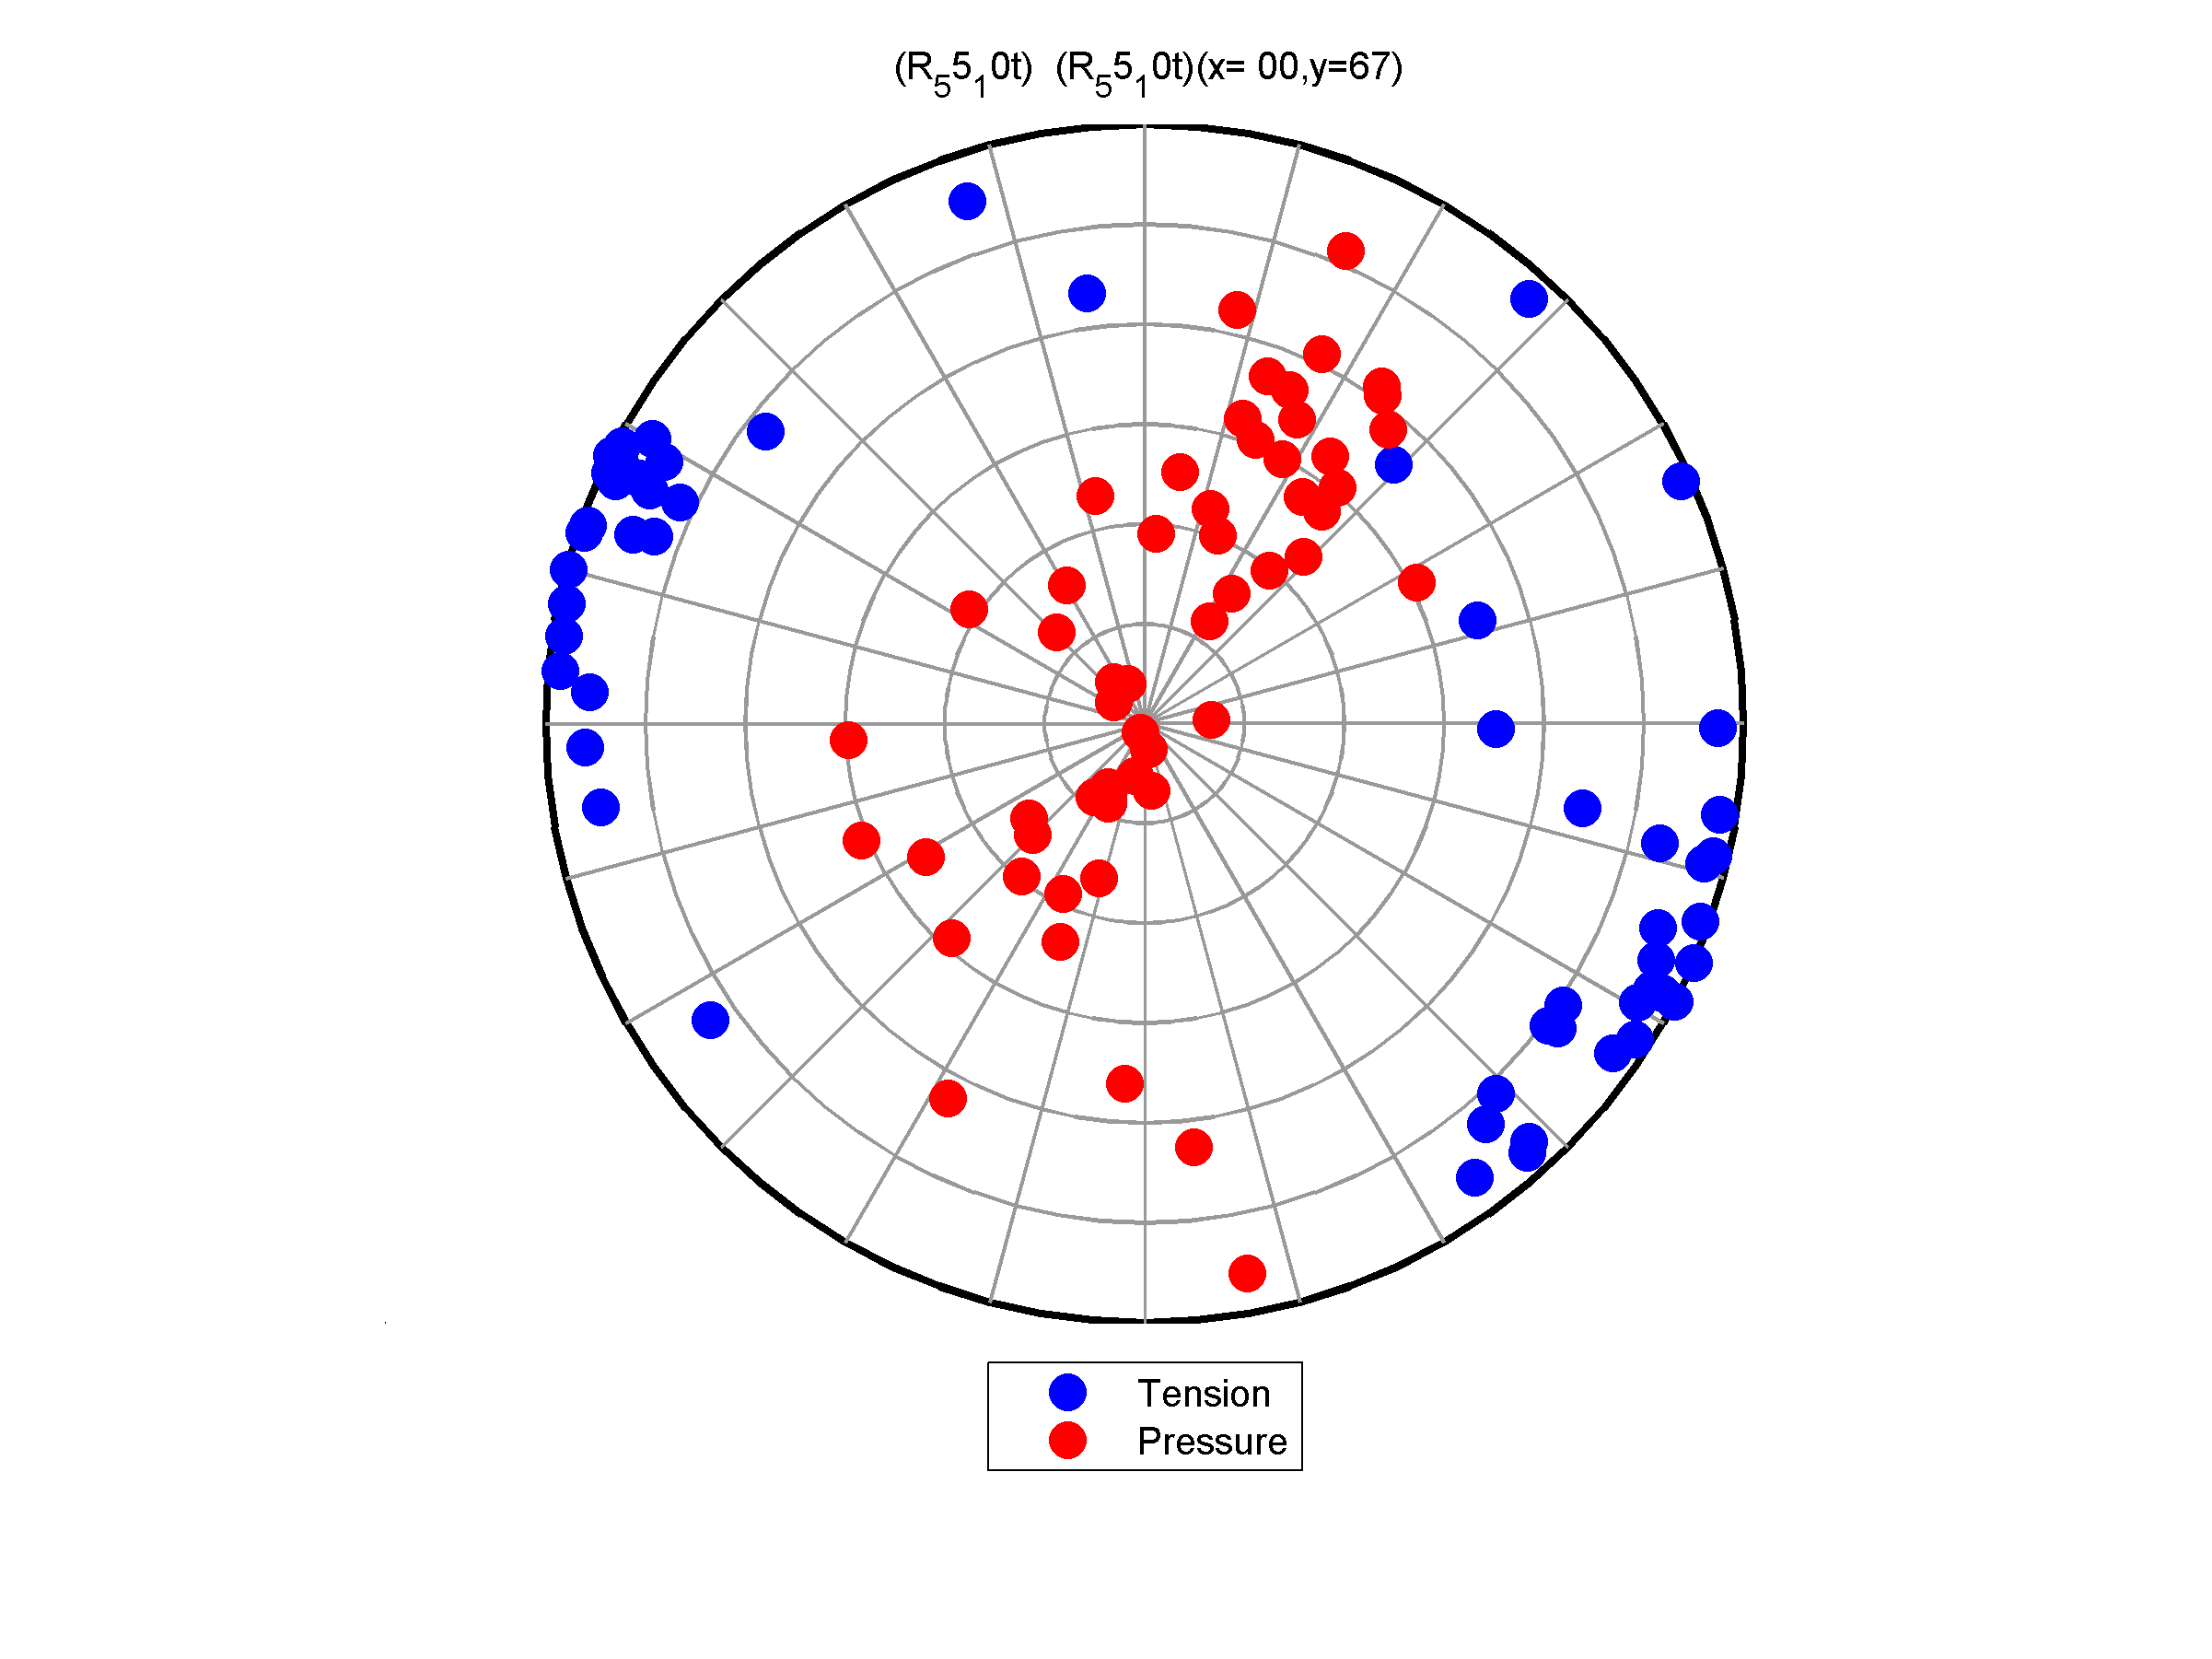 (R₅5₁0t) (R₅5₁0t)(x= 00,y=67)
Tension
Pressure